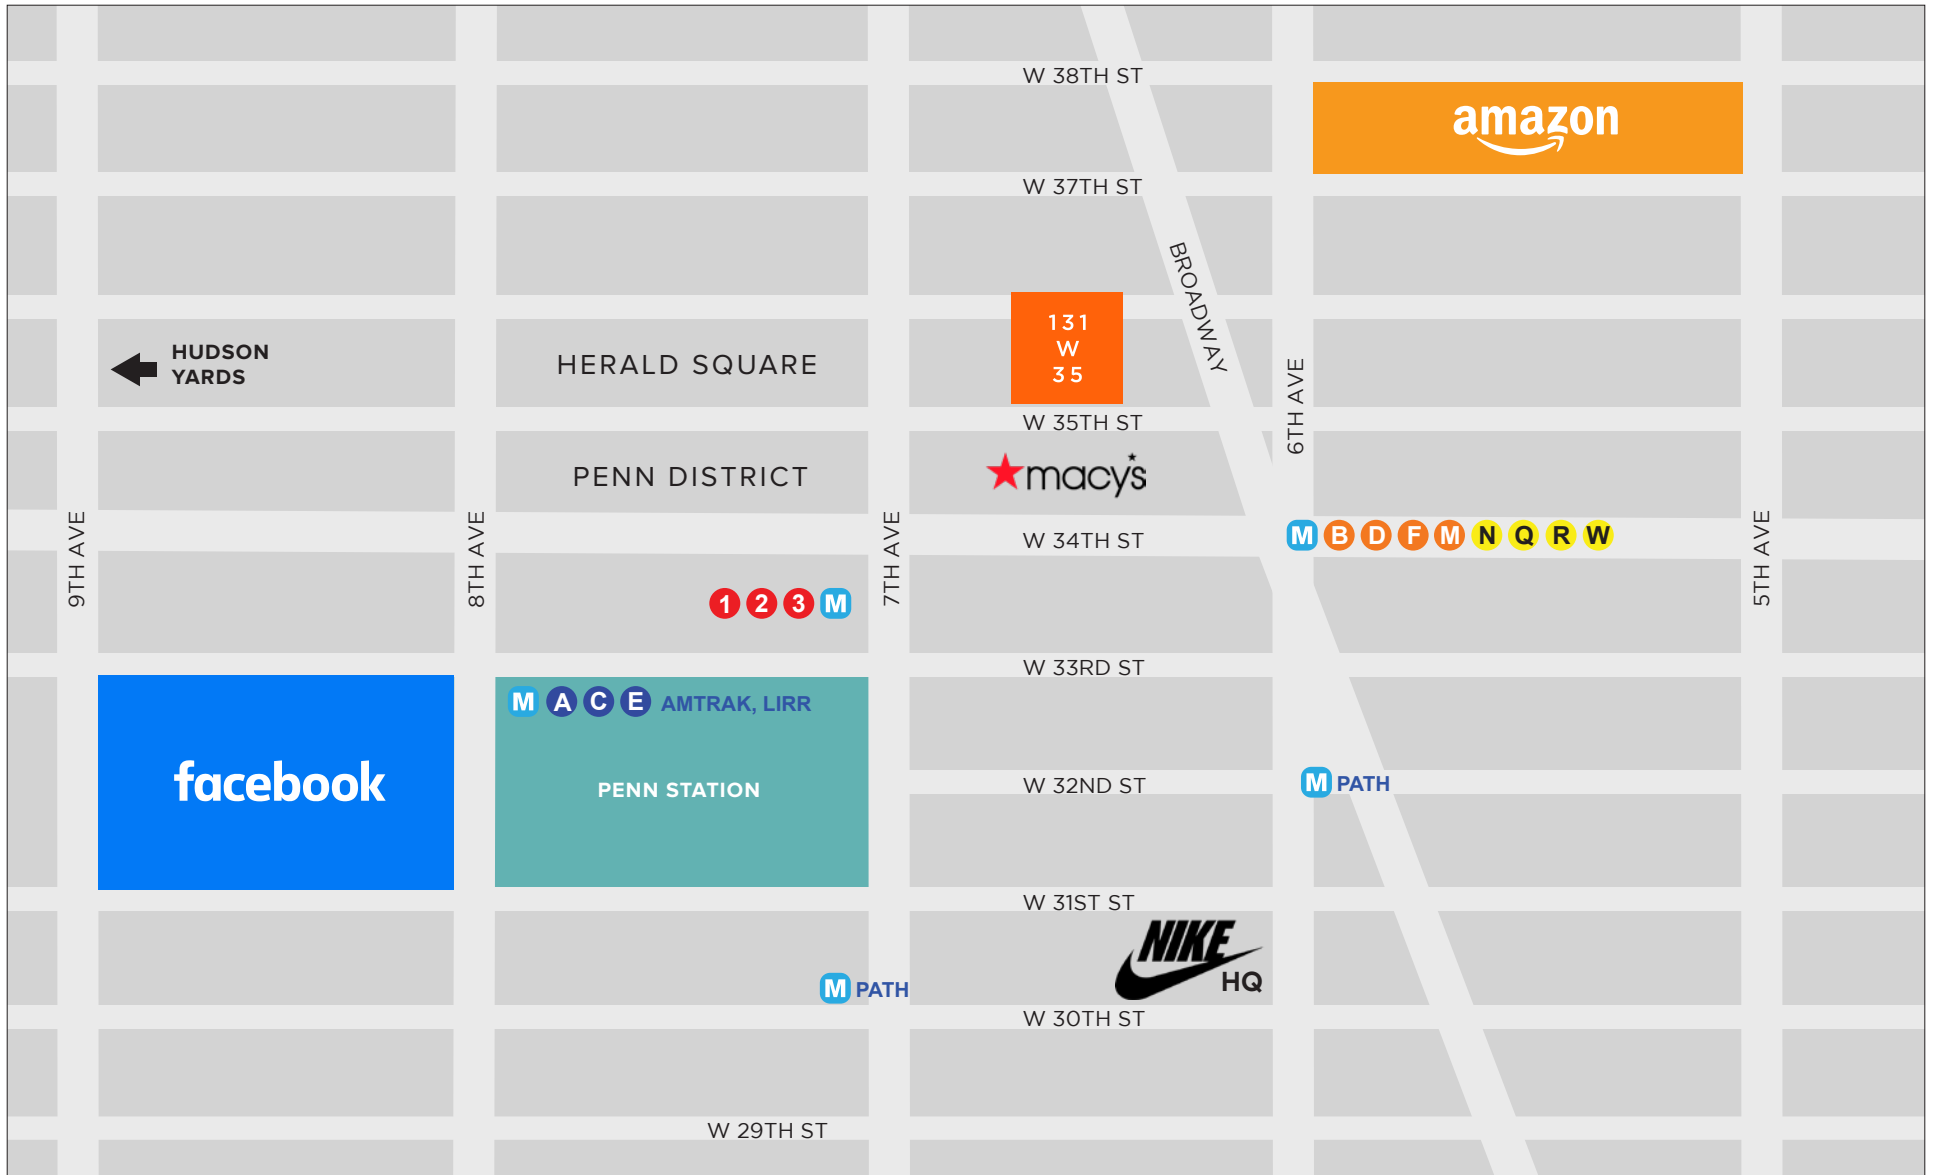 W 38TH ST
amazon
W 37TH ST
BROADWAY
131
W
35
HUDSON
YARDS
HERALD SQUARE
6TH AVE
W 35TH ST
PENN DISTRICT
macy's
9TH AVE
8TH AVE
7TH AVE
W 34TH ST
M B D F M N Q R W
5TH AVE
1 2 3 M
W 33RD ST
M A C E AMTRAK, LIRR
facebook
PENN STATION
W 32ND ST
M PATH
W 31ST ST
NIKE
HQ
M PATH
W 30TH ST
W 29TH ST